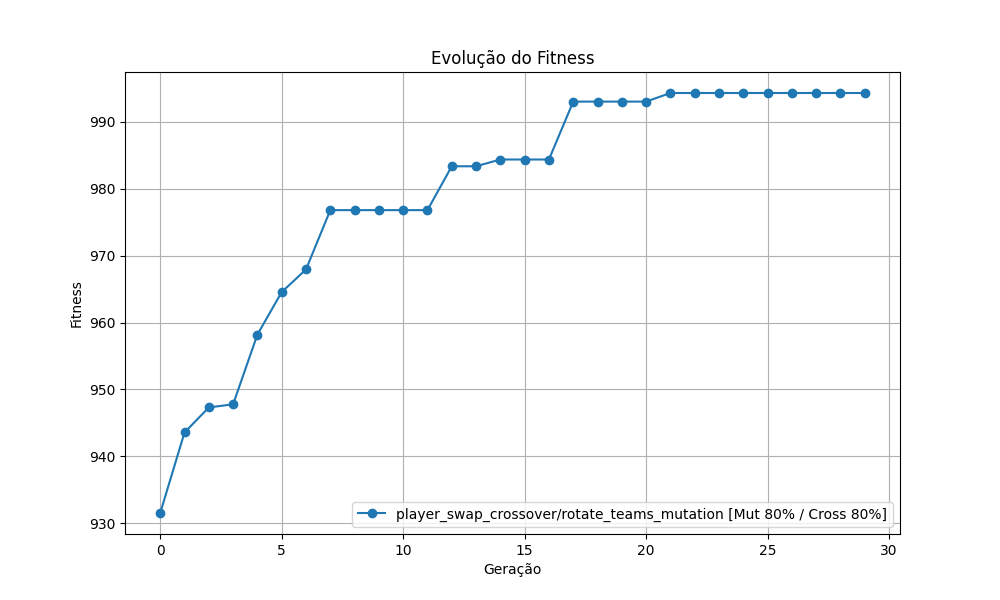 Evolução do Fitness
Fitness
990
980
970
960
950
940
930
player_swap_crossover/rotate_teams_mutation [Mut 80% / Cross 80%]
0 5 10 15 20 25 30
Geração